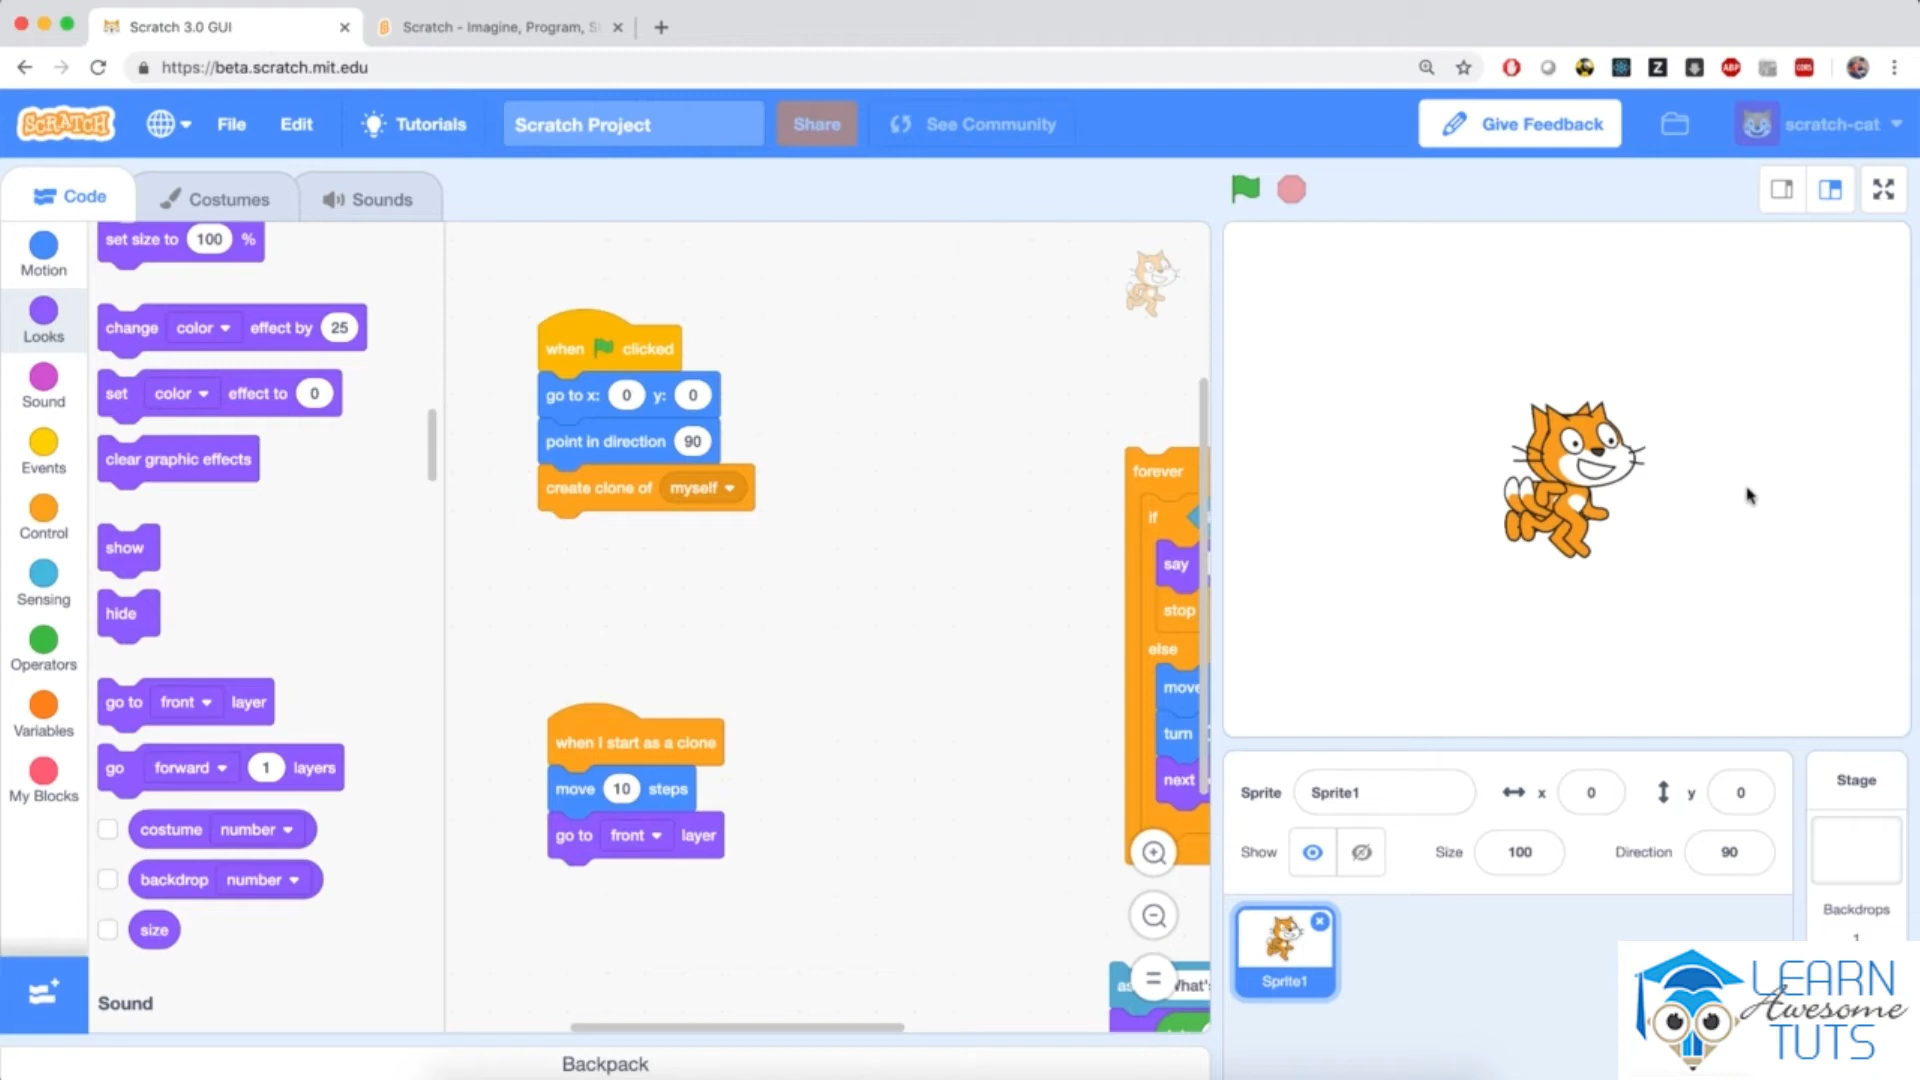 Scratch 3.0 GUI
Scratch - Imagine, Program, S
https://beta.scratch.mit.edu
ABP
CORS
SCRATCH
File
Edit
Tutorials
Scratch Project
Share
See Community
Give Feedback
scratch-cat
Code
Costumes
Sounds
Motion
Looks
Sound
Events
Control
Sensing
Operators
Variables
My Blocks
set size to 100 %
change color effect by 25
set color effect to 0
clear graphic effects
show
hide
go to front layer
go forward 1 layers
costume number
backdrop number
size
Sound
when clicked
go to x: 0 y: 0
point in direction 90
create clone of myself
when I start as a clone
move 10 steps
go to front layer
forever
if
say
stop
else
move
turn
next
as
hat's
Backpack
Sprite Sprite1 x 0 y 0
Show Size 100 Direction 90
Sprite1
Stage
Backdrops
1
LEARN
Awesome
TUTS